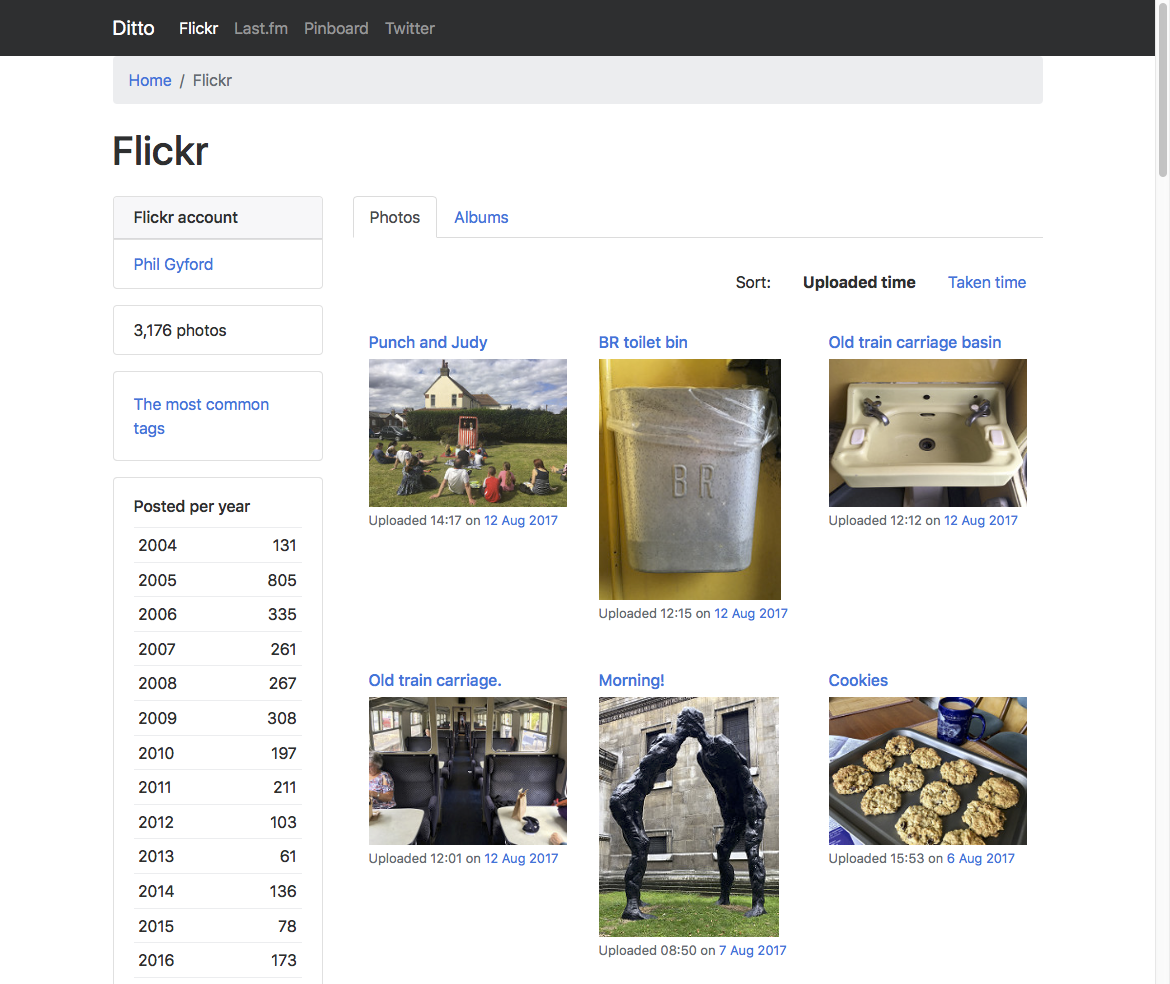 Ditto Flickr Last.fm Pinboard Twitter
Home / Flickr
Flickr
Flickr account
Phil Gyford
3,176 photos
The most common
tags
Posted per year
2004 131
2005 805
2006 335
2007 261
2008 267
2009 308
2010 197
2011 211
2012 103
2013 61
2014 136
2015 78
2016 173
Photos Albums
Sort: Uploaded time Taken time
Punch and Judy
Uploaded 14:17 on 12 Aug 2017
BR toilet bin
BR
Uploaded 12:15 on 12 Aug 2017
Old train carriage basin
Uploaded 12:12 on 12 Aug 2017
Old train carriage.
Uploaded 12:01 on 12 Aug 2017
Morning!
Uploaded 08:50 on 7 Aug 2017
Cookies
Uploaded 15:53 on 6 Aug 2017